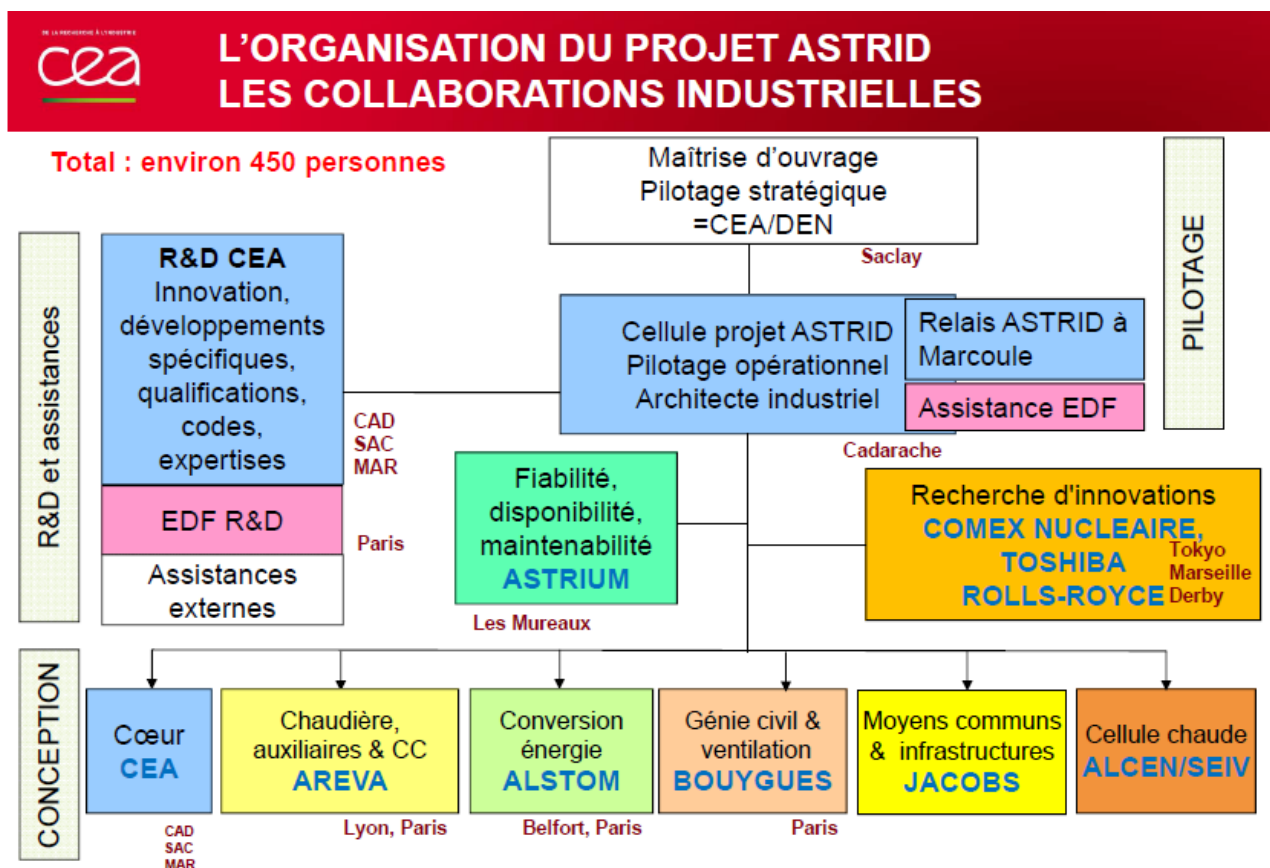 DE LA RECHERCHE À L'INDUSTRIE
cea
L'ORGANISATION DU PROJET ASTRID
LES COLLABORATIONS INDUSTRIELLES
Total : environ 450 personnes
Maîtrise d'ouvrage
Pilotage stratégique
=CEA/DEN
Saclay
PILOTAGE
R&D et assistances
R&D CEA
Innovation,
développements
spécifiques,
qualifications,
codes,
expertises
CAD
SAC
MAR
EDF R&D
Paris
Assistances
externes
Cellule projet ASTRID
Pilotage opérationnel
Architecte industriel
Relais ASTRID à
Marcoule
Assistance EDF
Cadarache
Fiabilité,
disponibilité,
maintenabilité
ASTRIUM
Les Mureaux
Recherche d'innovations
COMEX NUCLEAIRE,
TOSHIBA
ROLLS-ROYCE
Tokyo
Marseille
Derby
CONCEPTION
Cœur
CEA
CAD
SAC
MAR
Chaudière,
auxiliaires & CC
AREVA
Lyon, Paris
Conversion
énergie
ALSTOM
Belfort, Paris
Génie civil &
ventilation
BOUYGUES
Paris
Moyens communs
& infrastructures
JACOBS
Cellule chaude
ALCEN/SEIV